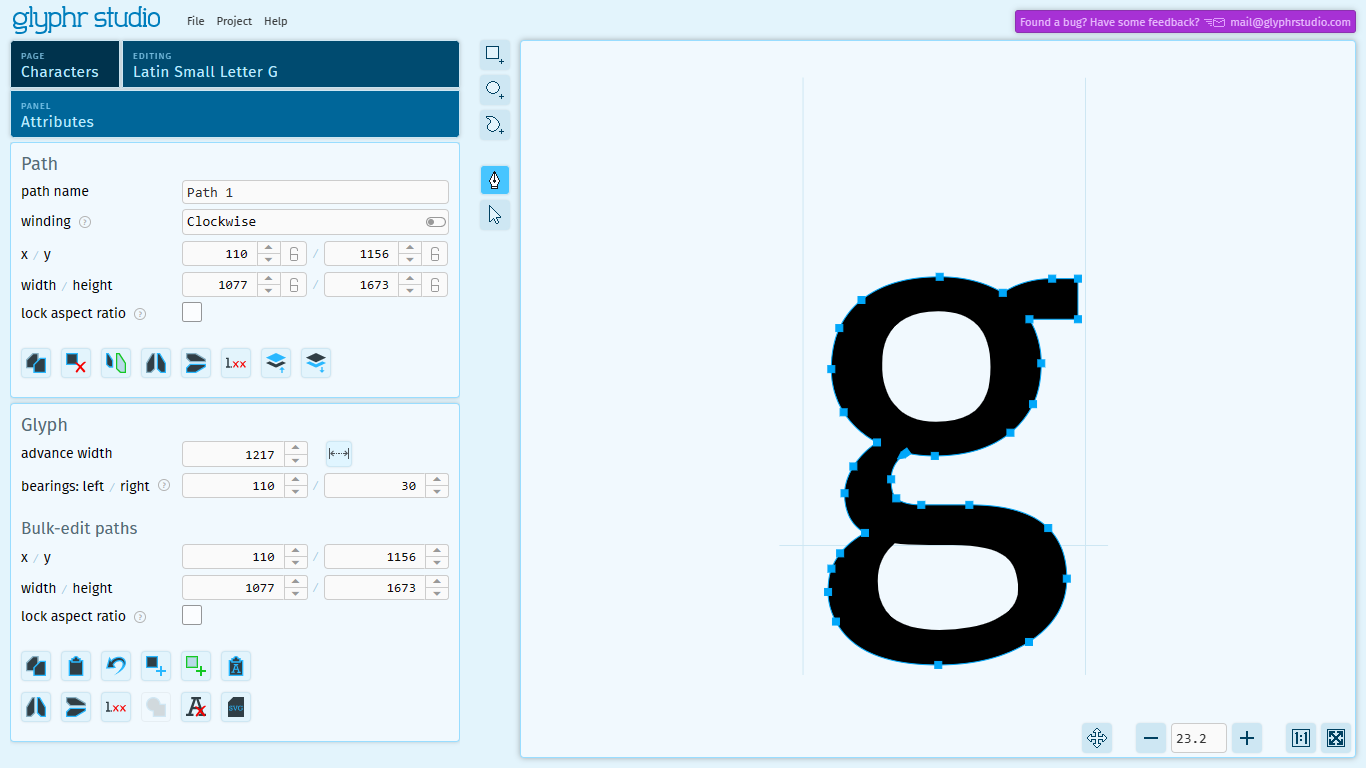 glyphr studio
File Project Help
Found a bug? Have some feedback? mail@glyphrstudio.com
PAGE
Characters
EDITING
Latin Small Letter G
PANEL
Attributes
Path
path name Path 1
winding ? Clockwise
x / y 110 / 1156
width / height 1077 / 1673
lock aspect ratio ?
1.xx
Glyph
advance width 1217
bearings: left / right ? 110 / 30
Bulk-edit paths
x / y 110 / 1156
width / height 1077 / 1673
lock aspect ratio ?
A
1.xx A SVG
g
23.2 1:1